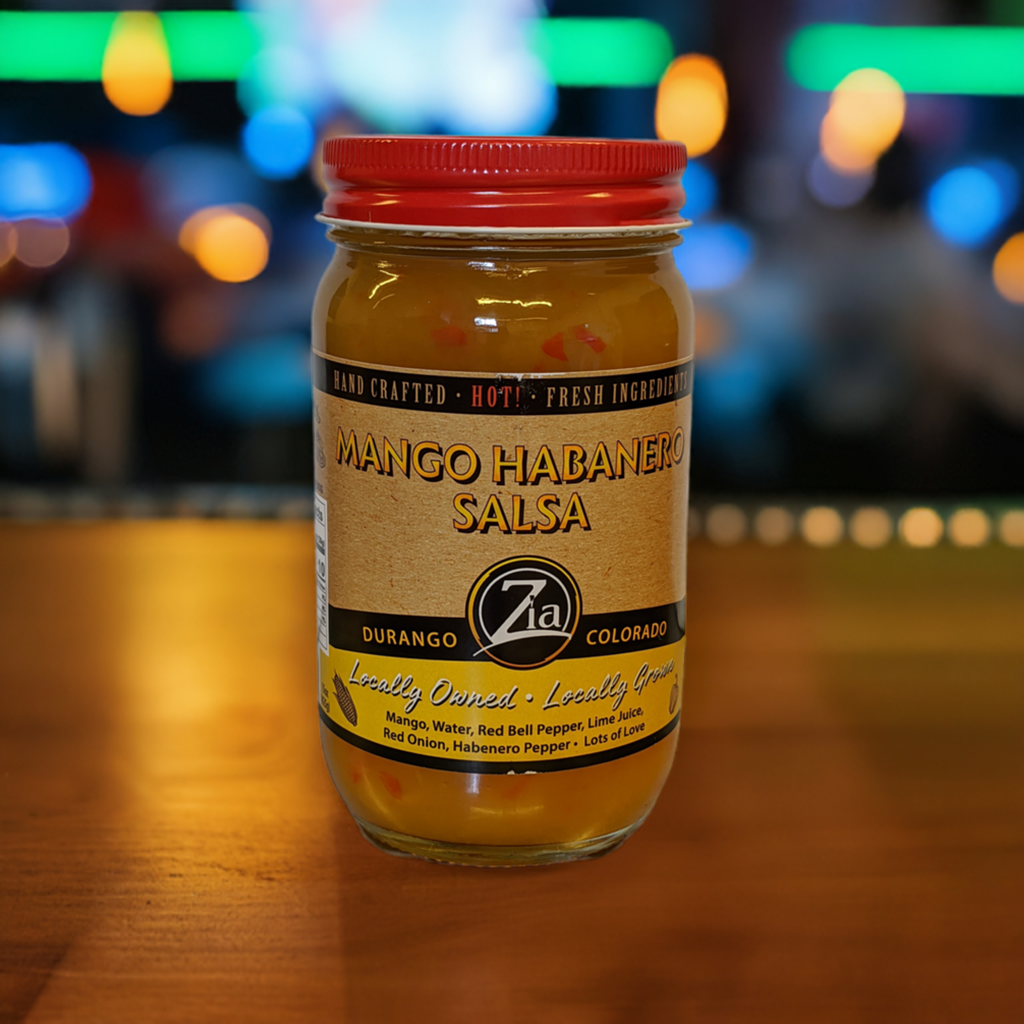 HAND CRAFTED · HOT! · FRESH INGREDIENTS
MANGO HABANERO
SALSA
Zia
DURANGO COLORADO
Locally Owned · Locally Grown
Mango, Water, Red Bell Pepper, Lime Juice,
Red Onion, Habenero Pepper · Lots of Love